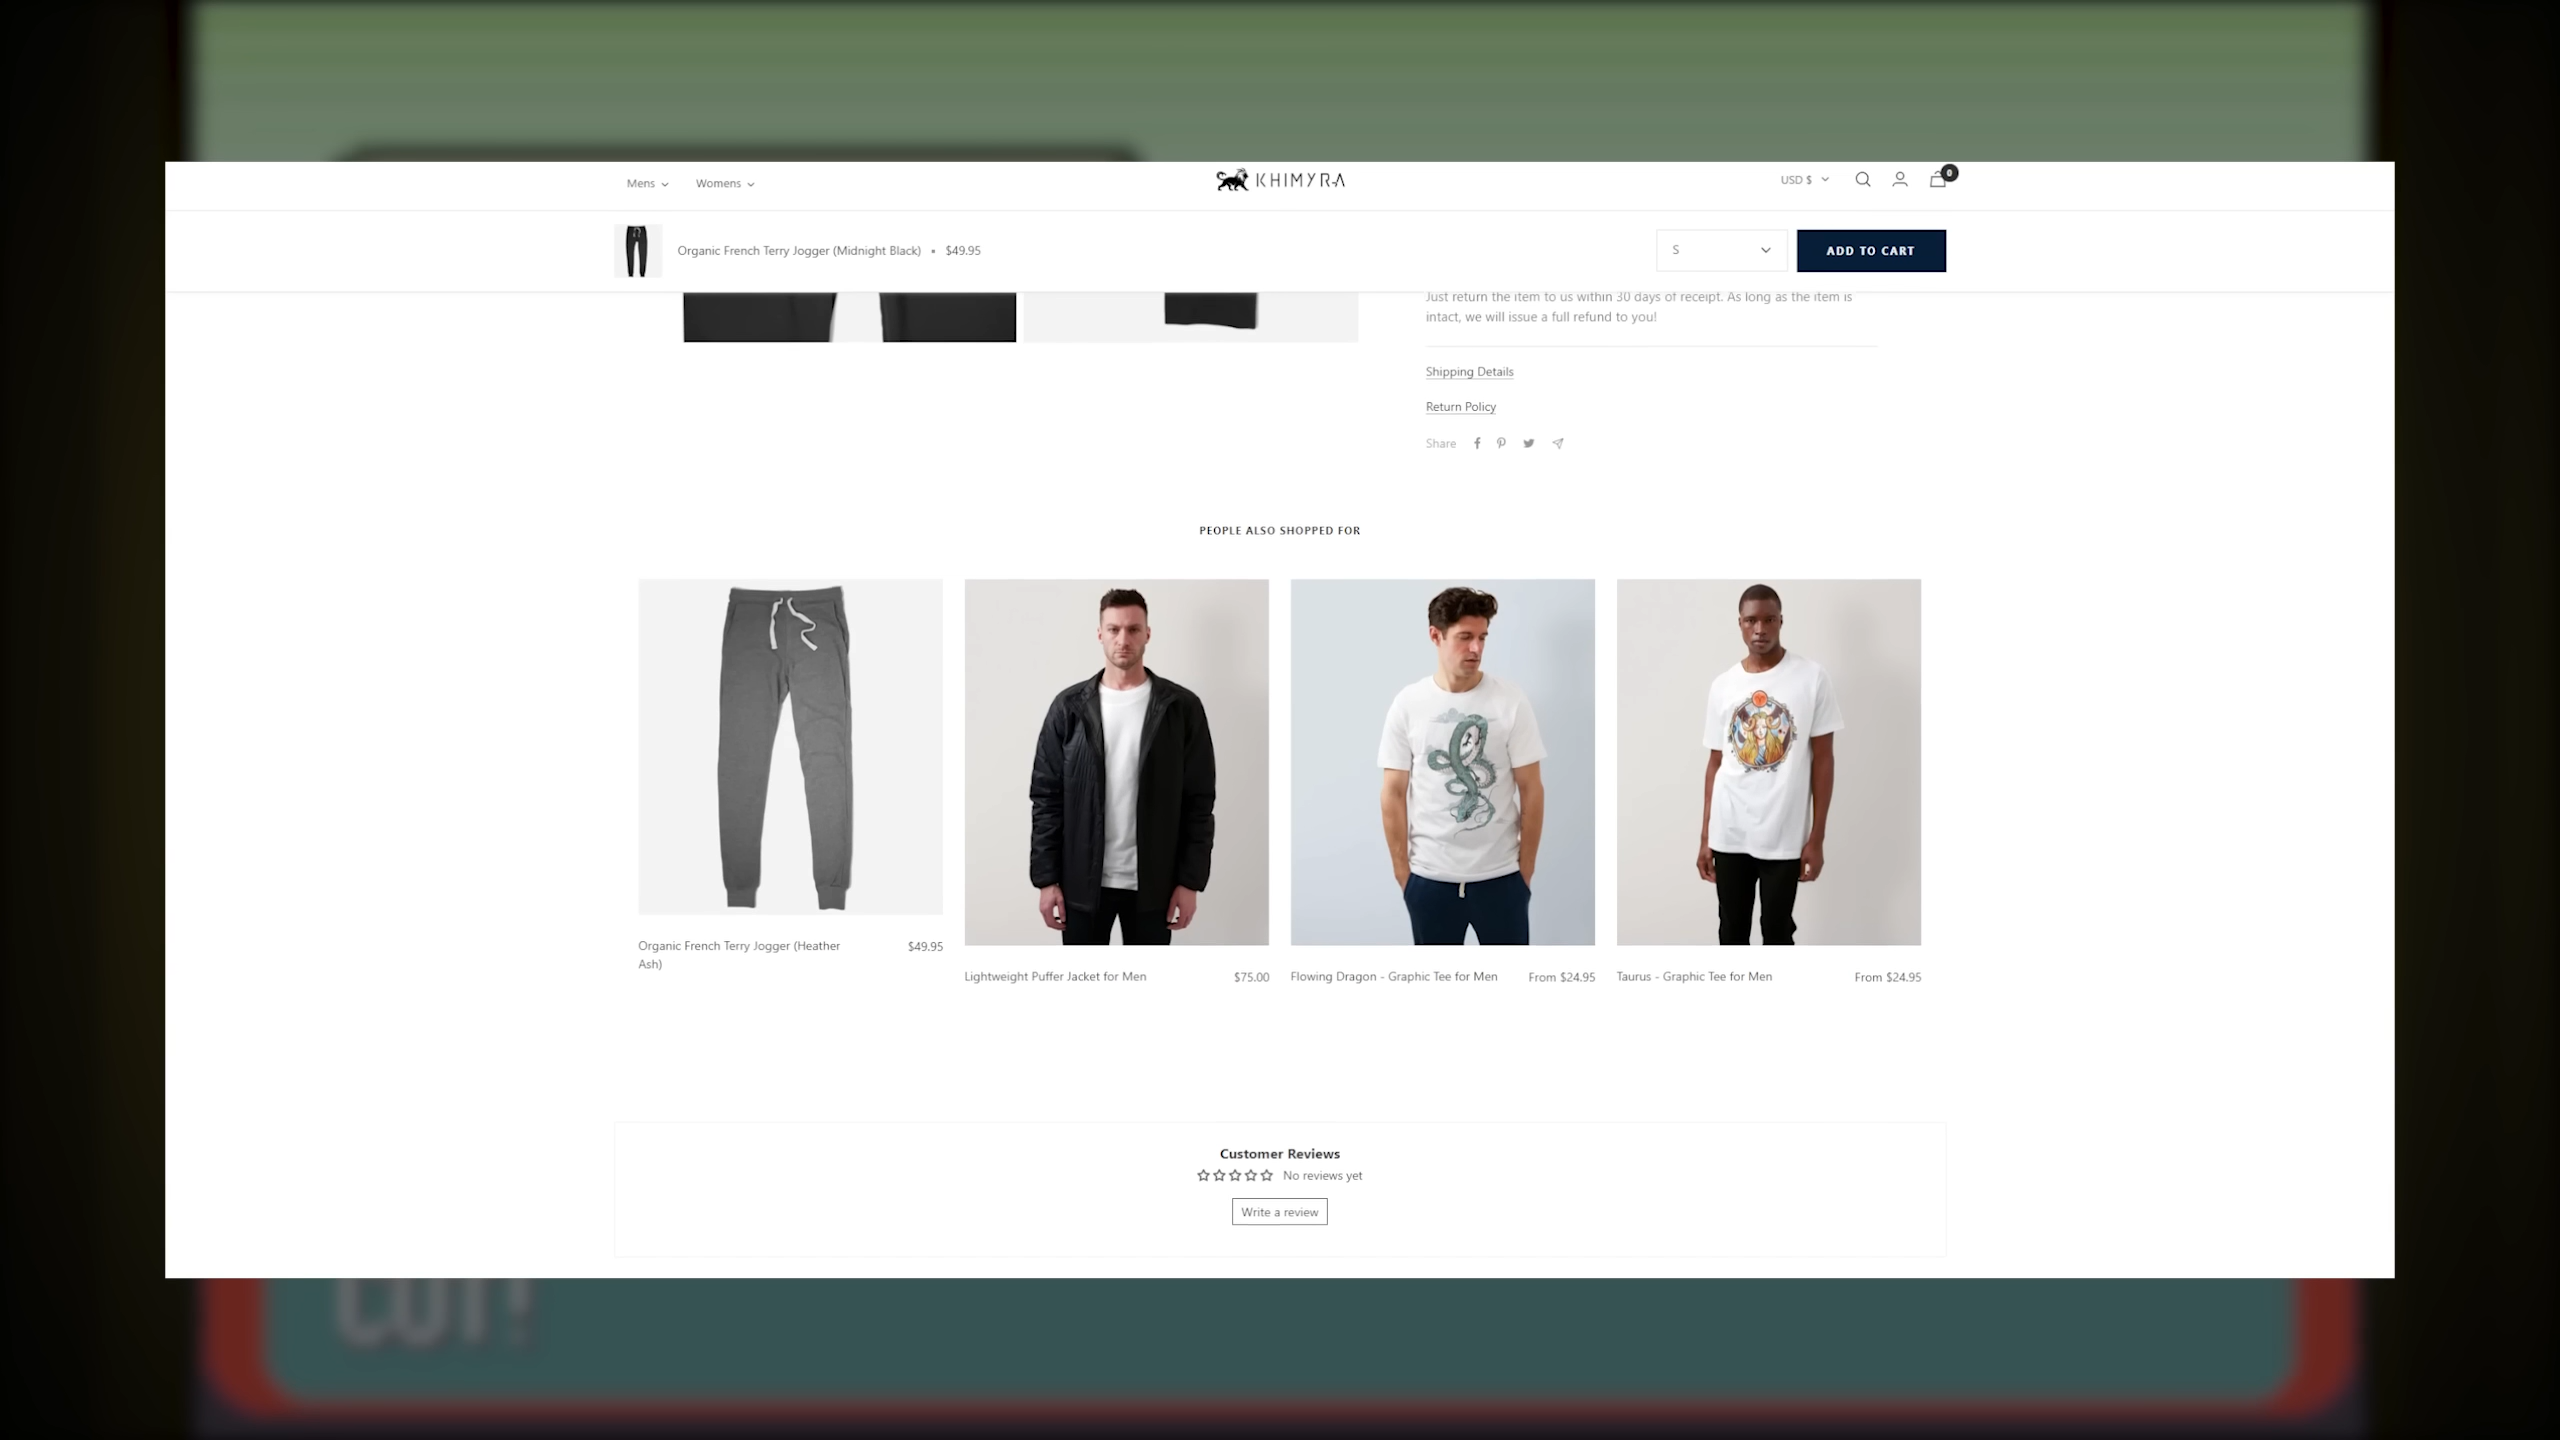 Mens
Womens
KHIMYRA
USD $
0
Organic French Terry Jogger (Midnight Black) • $49.95
S
ADD TO CART
Just return the item to us within 30 days of receipt. As long as the item is
intact, we will issue a full refund to you!
Shipping Details
Return Policy
Share
PEOPLE ALSO SHOPPED FOR
Organic French Terry Jogger (Heather
Ash)
$49.95
Lightweight Puffer Jacket for Men
$75.00
Flowing Dragon - Graphic Tee for Men
From $24.95
Taurus - Graphic Tee for Men
From $24.95
Customer Reviews
No reviews yet
Write a review